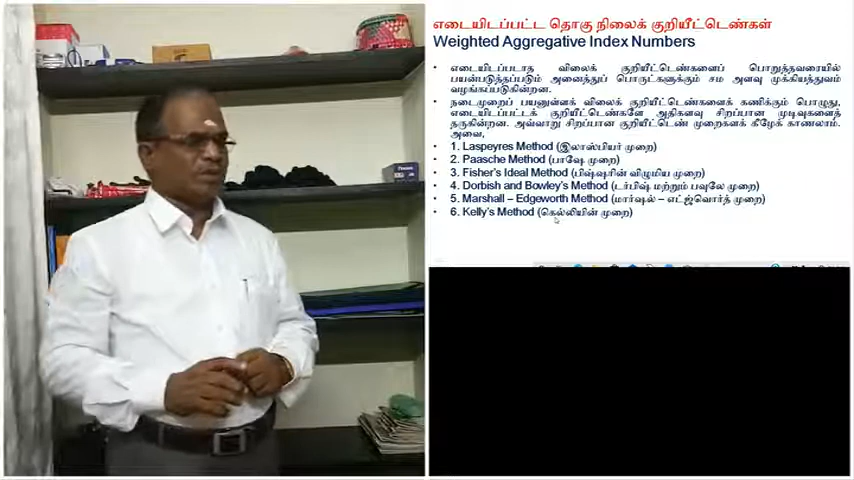 எடையிடப்பட்ட தொகு நிலைக் குறியீட்டெண்கள்
Weighted Aggregative Index Numbers
• எடையிடப்படாத விலைக் குறியீட்டெண்களைப் பொறுத்தவரையில்
பயன்படுத்தப்படும் அனைத்துப் பொருட்களுக்கும் சம அளவு முக்கியத்துவம்
வழங்கப்படுகின்றன.
• நடைமுறைப் பயனுள்ளக் விலைக் குறியீட்டெண்களைக் கணிக்கும் பொழுது,
எடையிடப்பட்டக் குறியீட்டெண்களே அதிகளவு சிறப்பான முடிவுகளைத்
தருகின்றன. அவ்வாறு சிறப்பான குறியீட்டெண் முறைகளைக் கீழேக் காணலாம்.
அவை,
• 1. Laspeyres Method (இலாஸ்பியர் முறை)
• 2. Paasche Method (பாஷே முறை)
• 3. Fisher's Ideal Method (பிஷ்ஷரின் விழுமிய முறை)
• 4. Dorbish and Bowley's Method (டர்பிஷ் மற்றும் பவுலே முறை)
• 5. Marshall – Edgeworth Method (மார்ஷல் – எட்ஜ்வொர்த் முறை)
• 6. Kelly's Method (கெல்லியின் முறை)